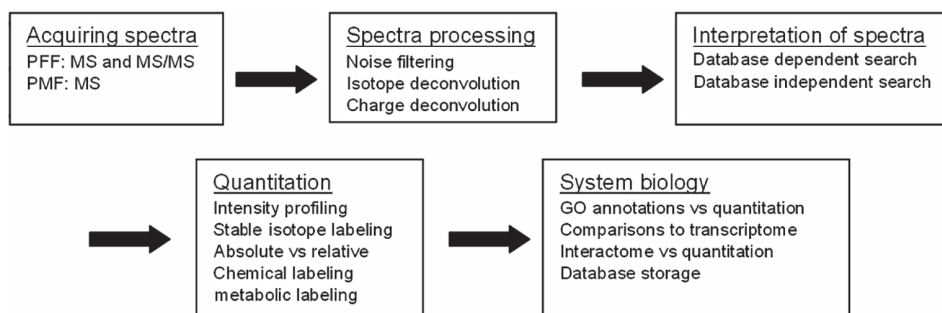 Acquiring spectra
PFF: MS and MS/MS
PMF: MS
Spectra processing
Noise filtering
Isotope deconvolution
Charge deconvolution
Interpretation of spectra
Database dependent search
Database independent search
Quantitation
Intensity profiling
Stable isotope labeling
Absolute vs relative
Chemical labeling
metabolic labeling
System biology
GO annotations vs quantitation
Comparisons to transcriptome
Interactome vs quantitation
Database storage